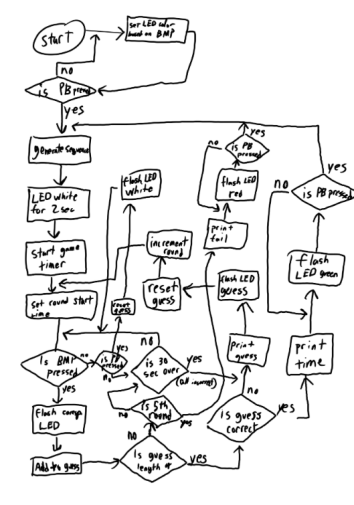 start
set LED color
based on BMP
no
is PB pressed
yes
generate sequence
LED white
for 2 sec
start game
timer
set round start
time
Is BMP
pressed
no
yes
flash comp
LED
Add to guess
flash LED
white
reset
guess
is PB
pressed
yes
no
increment
round
reset
guess
flash LED
guess
print
guess
no
is 30
sec over
yes
no
is 5th
round
yes
no
Is guess
length 4
yes
Is guess
correct
no
yes
print
time
flash
LED green
is PB pressed
no
yes
print
fail
flash LED
red
is PB
pressed
no
yes